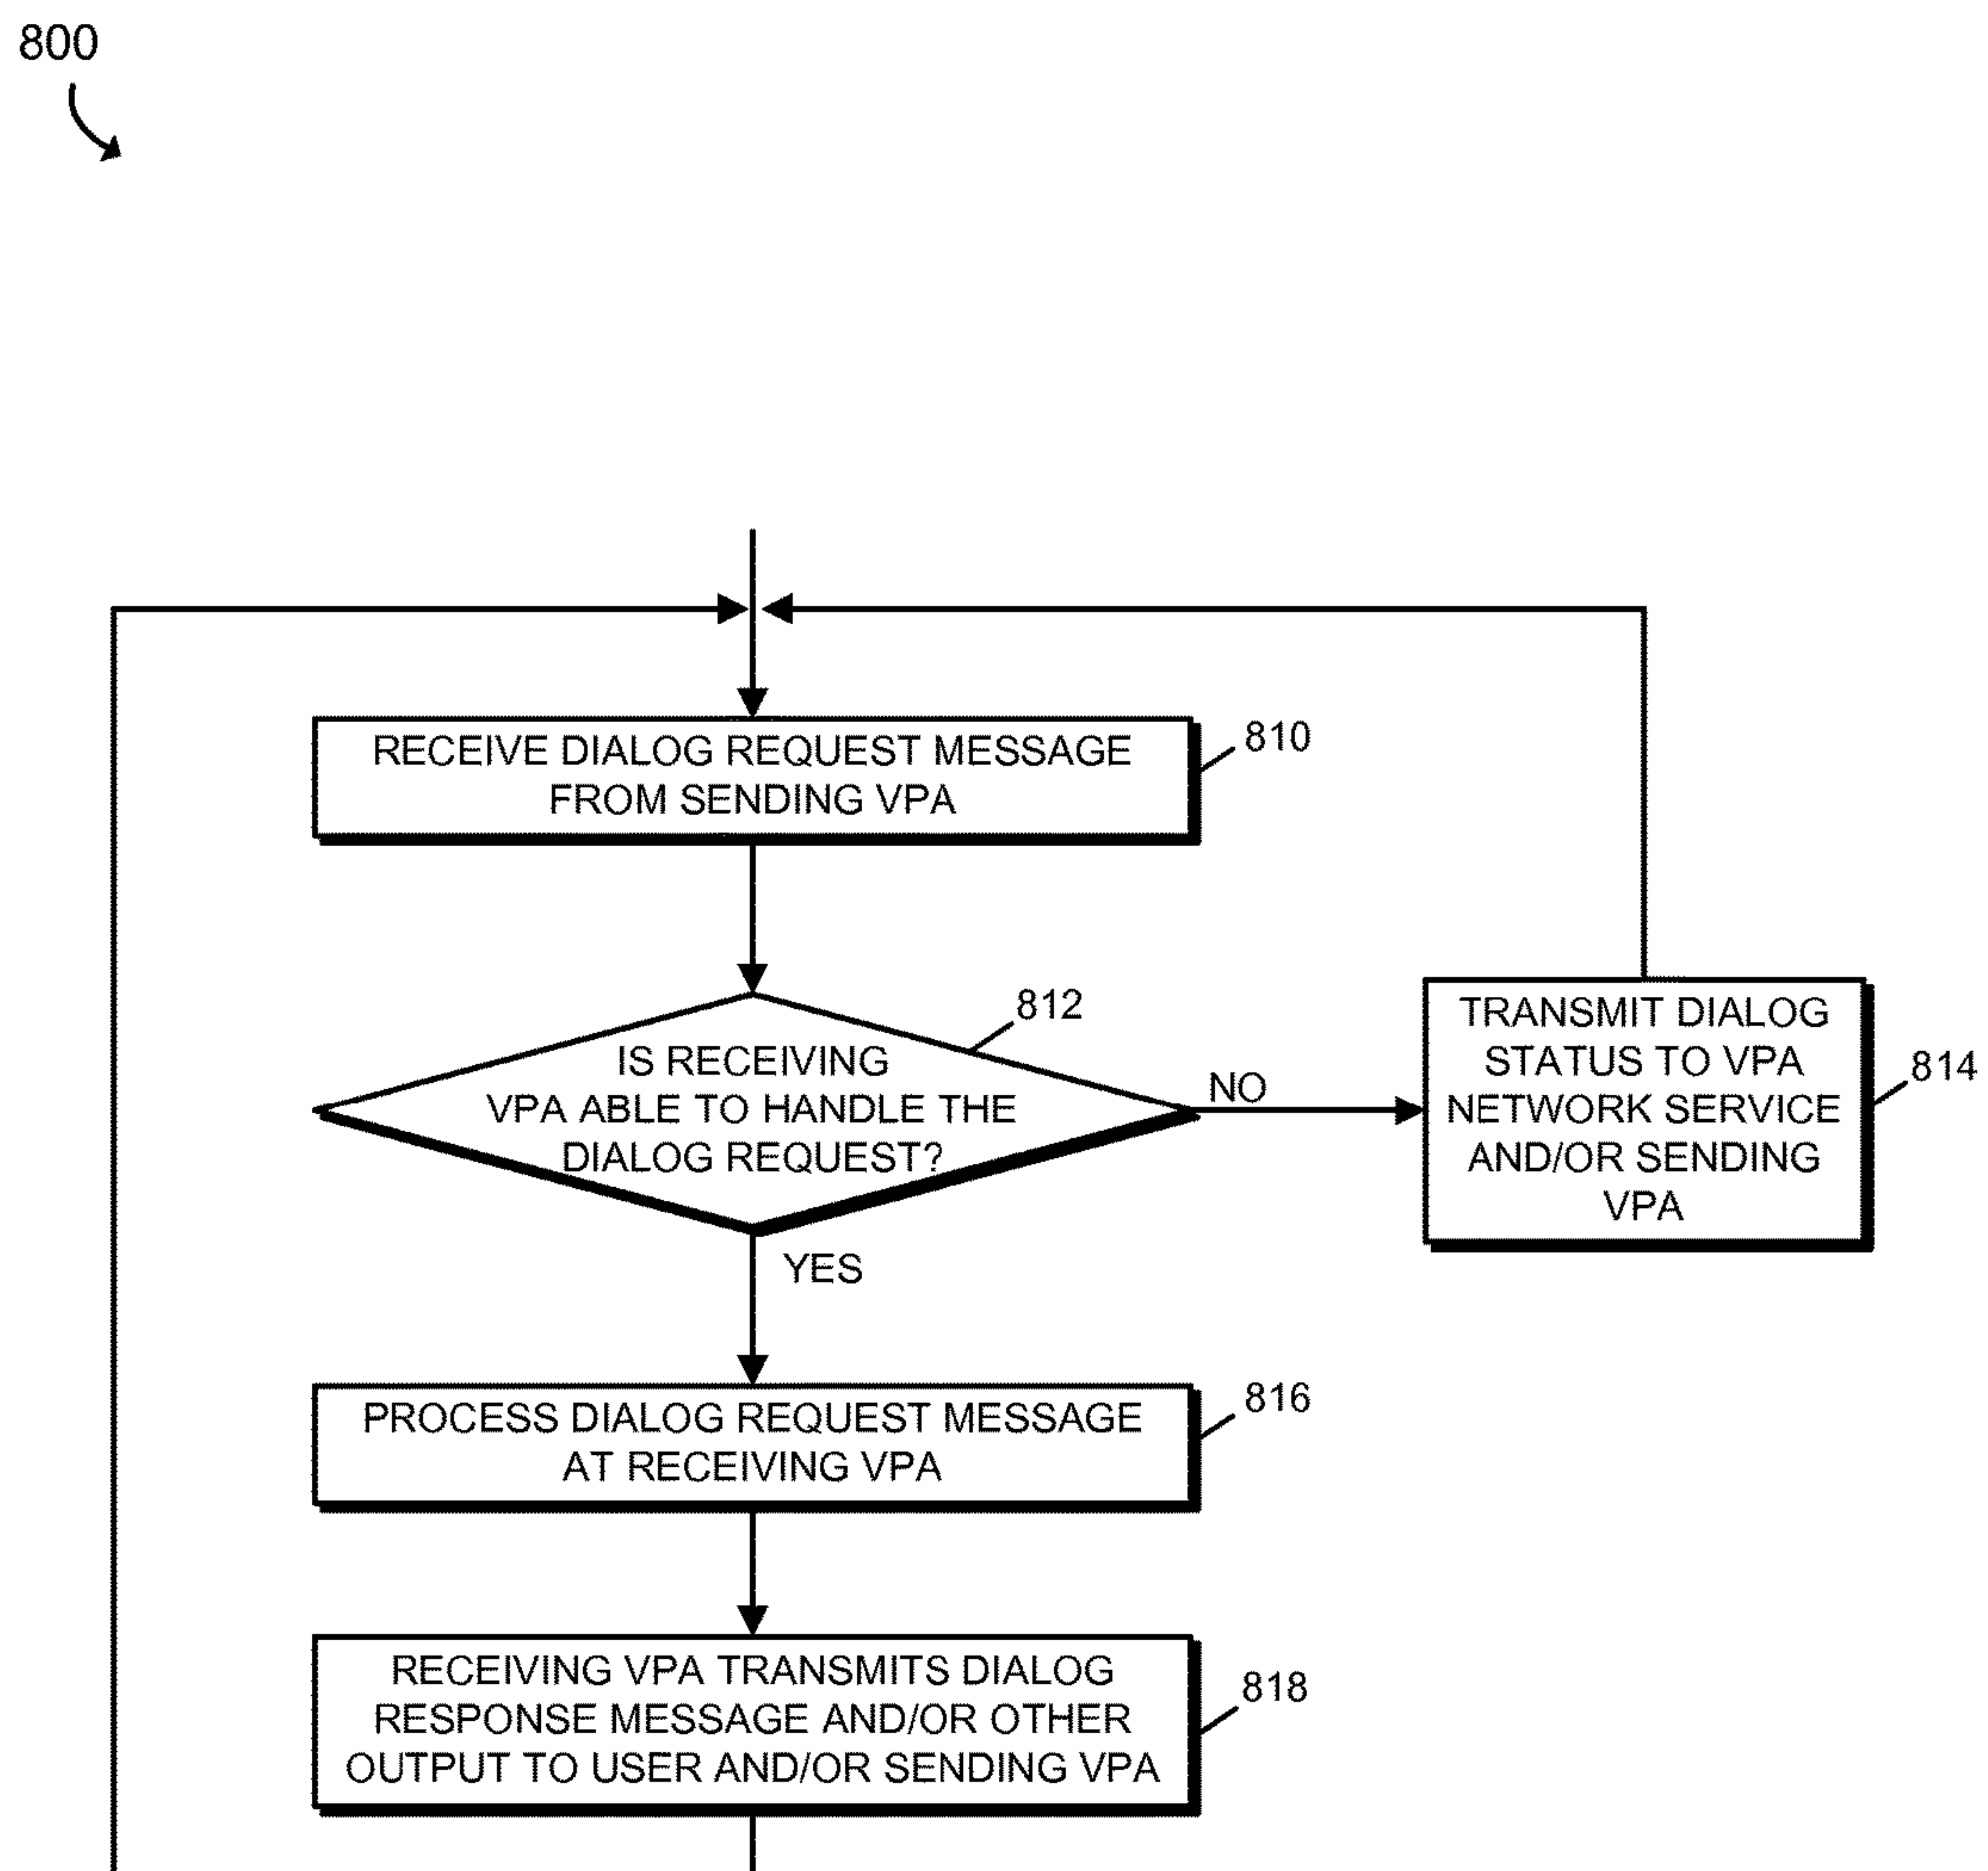 800
RECEIVE DIALOG REQUEST MESSAGE
FROM SENDING VPA
810
IS RECEIVING
VPA ABLE TO HANDLE THE
DIALOG REQUEST?
812
NO
TRANSMIT DIALOG
STATUS TO VPA
NETWORK SERVICE
AND/OR SENDING
VPA
814
YES
PROCESS DIALOG REQUEST MESSAGE
AT RECEIVING VPA
816
RECEIVING VPA TRANSMITS DIALOG
RESPONSE MESSAGE AND/OR OTHER
OUTPUT TO USER AND/OR SENDING VPA
818